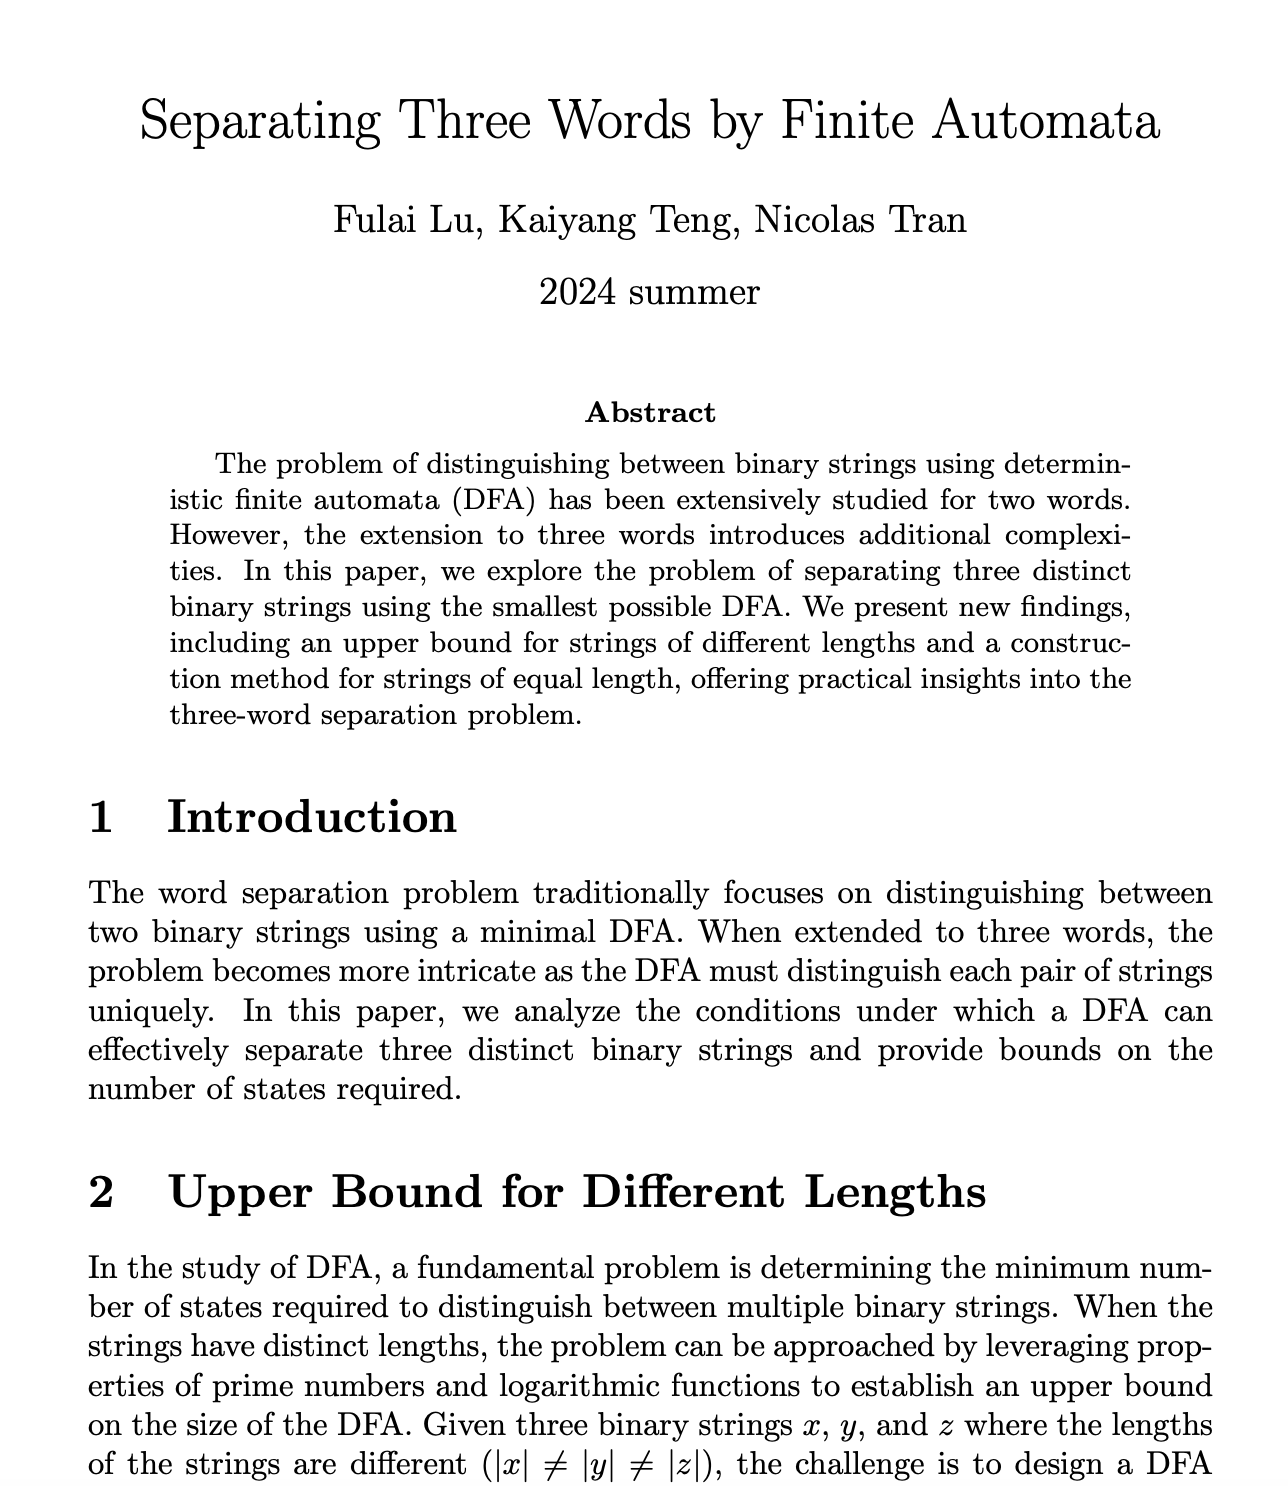 Separating Three Words by Finite Automata
Fulai Lu, Kaiyang Teng, Nicolas Tran
2024 summer
Abstract
The problem of distinguishing between binary strings using determin-
istic finite automata (DFA) has been extensively studied for two words.
However, the extension to three words introduces additional complexi-
ties. In this paper, we explore the problem of separating three distinct
binary strings using the smallest possible DFA. We present new findings,
including an upper bound for strings of different lengths and a construc-
tion method for strings of equal length, offering practical insights into the
three-word separation problem.
1 Introduction
The word separation problem traditionally focuses on distinguishing between
two binary strings using a minimal DFA. When extended to three words, the
problem becomes more intricate as the DFA must distinguish each pair of strings
uniquely. In this paper, we analyze the conditions under which a DFA can
effectively separate three distinct binary strings and provide bounds on the
number of states required.
2 Upper Bound for Different Lengths
In the study of DFA, a fundamental problem is determining the minimum num-
ber of states required to distinguish between multiple binary strings. When the
strings have distinct lengths, the problem can be approached by leveraging prop-
erties of prime numbers and logarithmic functions to establish an upper bound
on the size of the DFA. Given three binary strings x, y, and z where the lengths
of the strings are different (|x| ≠ |y| ≠ |z|), the challenge is to design a DFA